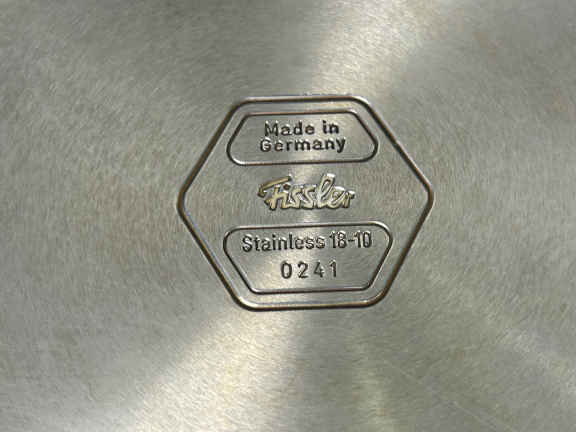 Made in
Germany
Fissler
Stainless 18-10
0241